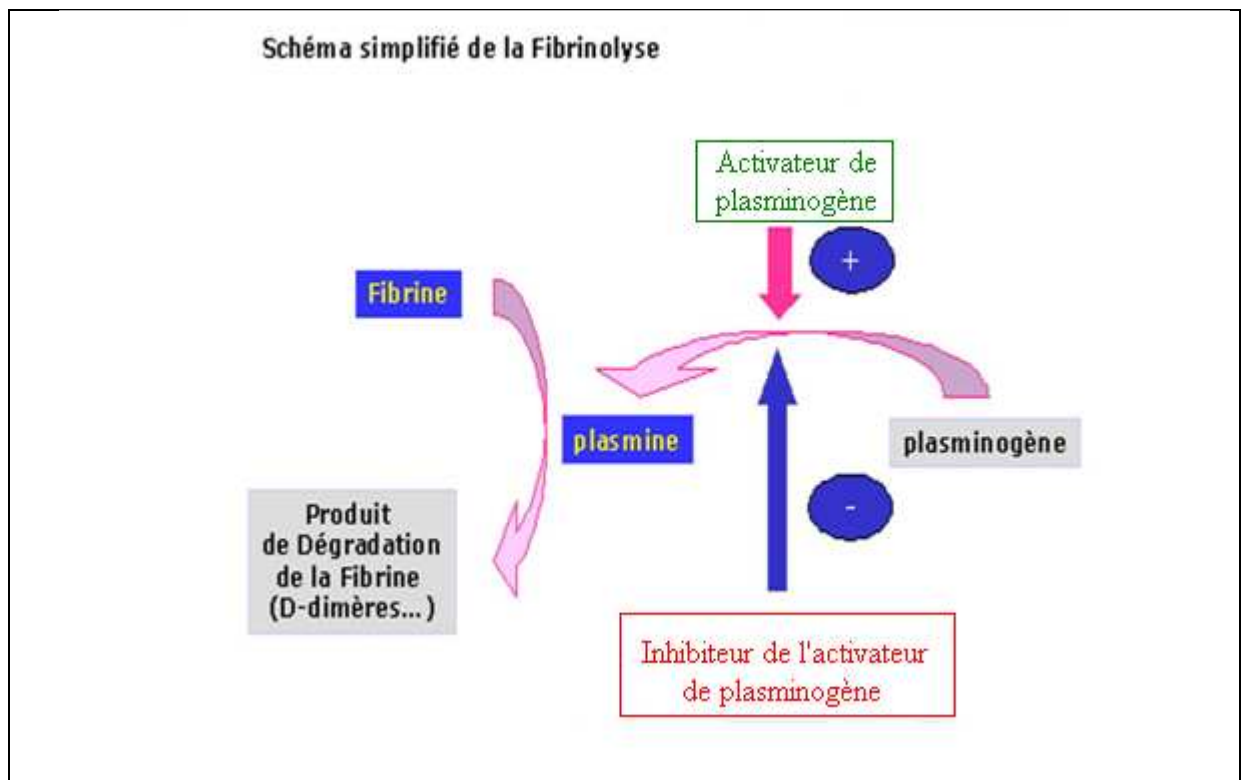 Schéma simplifié de la Fibrinolyse
Activateur de
plasminogène
+
Fibrine
plasmine
plasminogène
-
Produit
de Dégradation
de la Fibrine
(D-dimères...)
Inhibiteur de l'activateur
de plasminogène